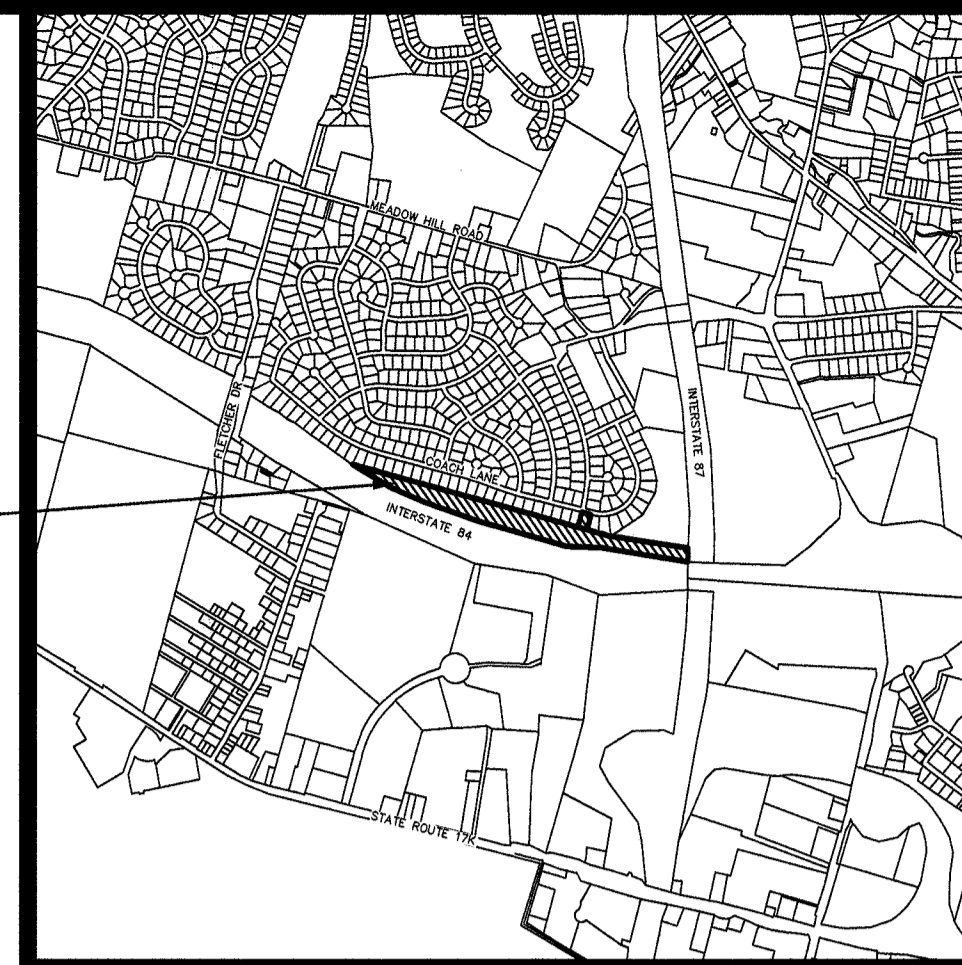 MEADOW HILL ROAD
INTERSTATE 87
FLETCHER DR
COACH LANE
INTERSTATE 84
STATE ROUTE 17K